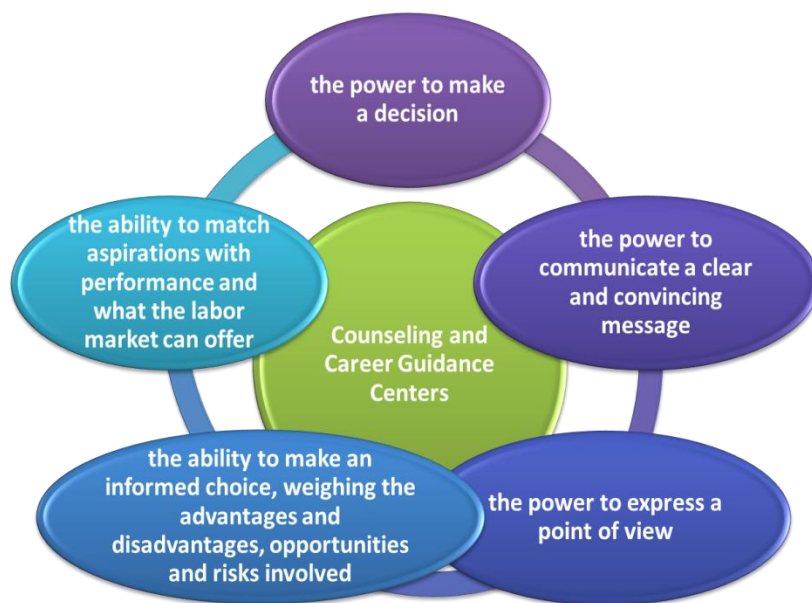 the power to make
a decision
the power to
communicate a clear
and convincing
message
the power to express a
point of view
the ability to make an
informed choice, weighing the
advantages and
disadvantages, opportunities
and risks involved
the ability to match
aspirations with
performance and
what the labor
market can offer
Counseling and
Career Guidance
Centers